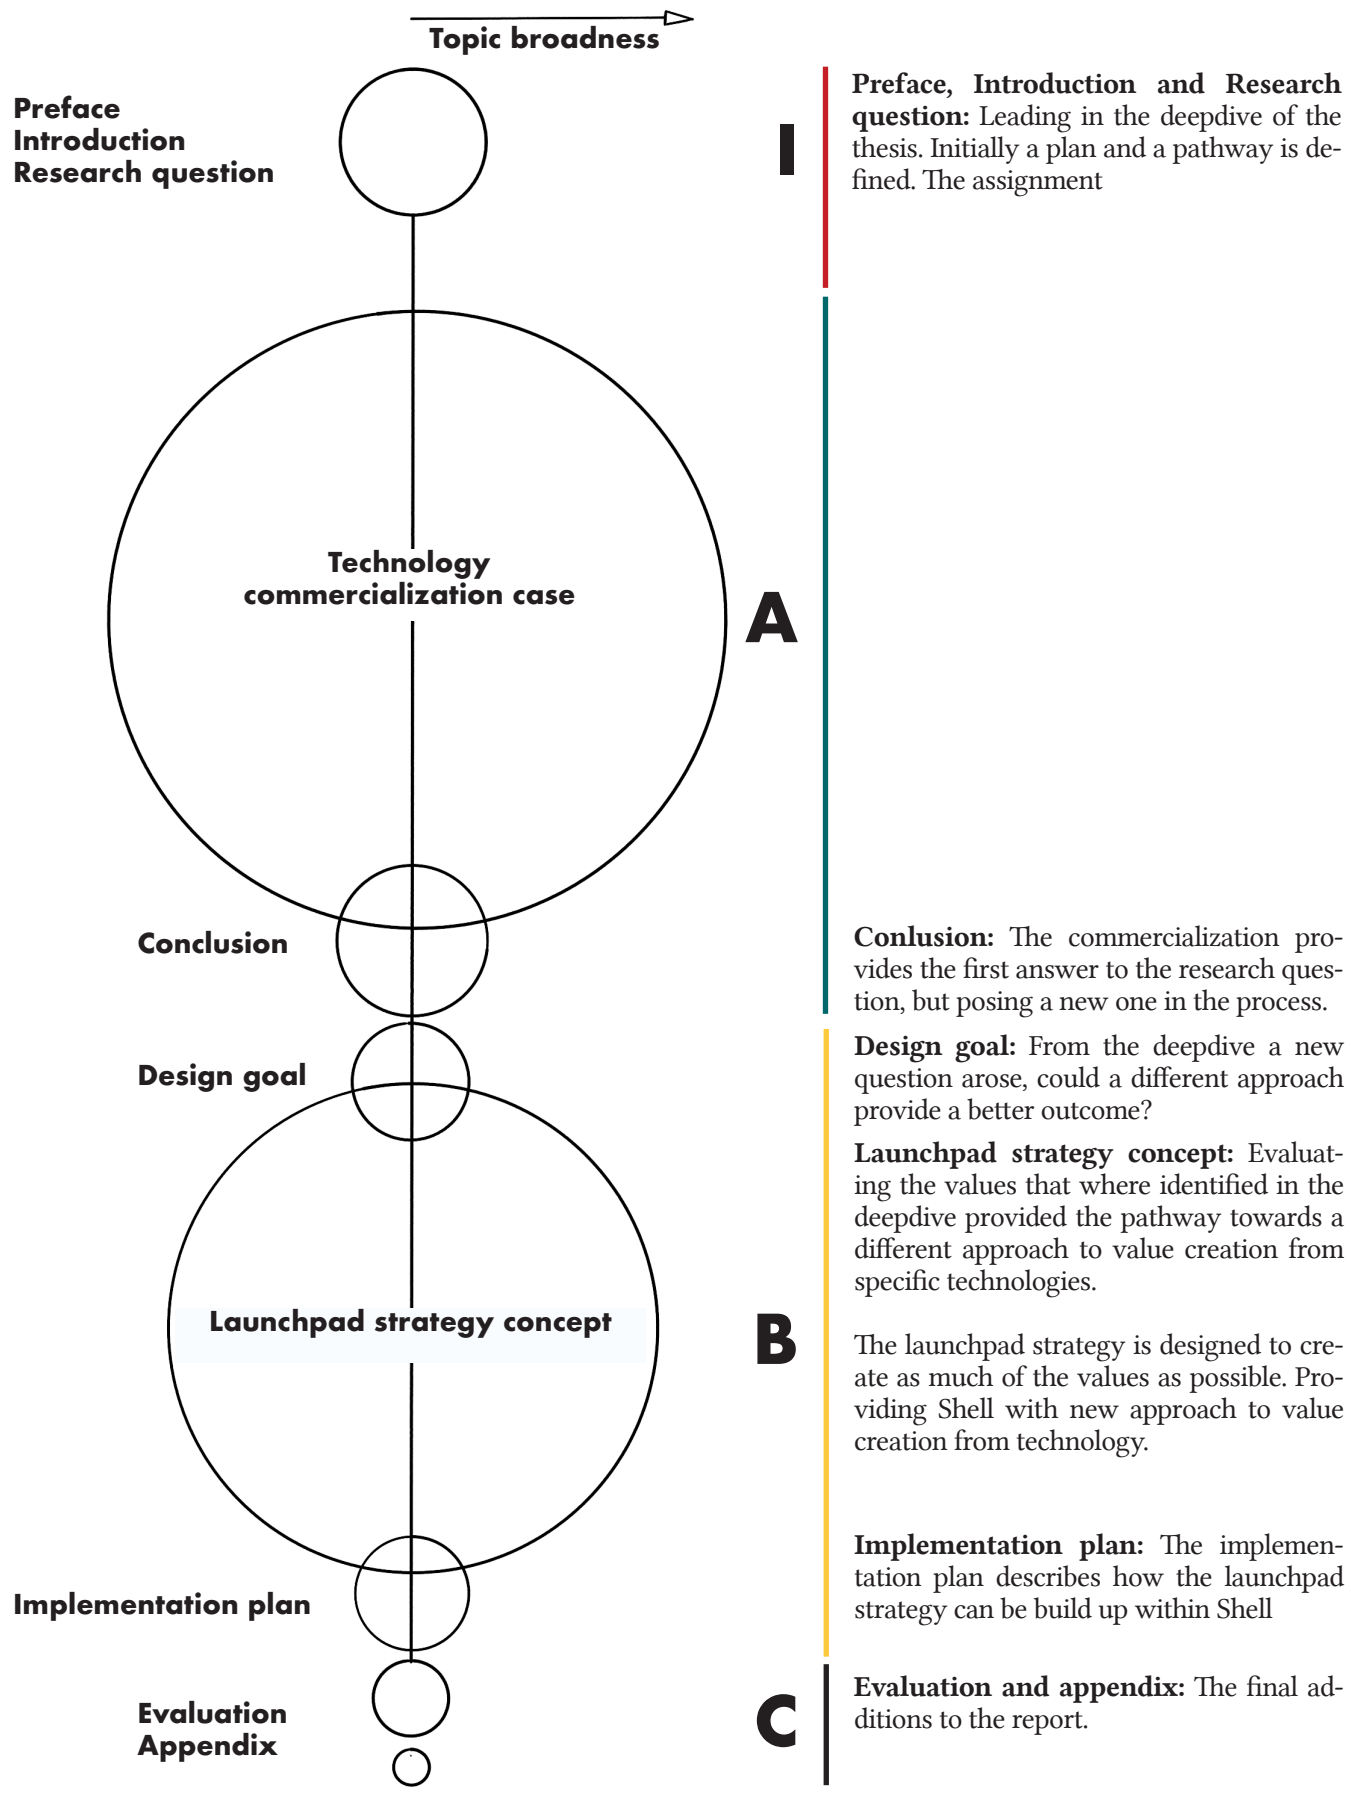 Topic broadness
Preface
Introduction
Research question
I
Preface, Introduction and Research
question: Leading in the deepdive of the
thesis. Initially a plan and a pathway is de-
fined. The assignment
Technology
commercialization case
A
Conclusion
Conlusion: The commercialization pro-
vides the first answer to the research ques-
tion, but posing a new one in the process.
Design goal
Design goal: From the deepdive a new
question arose, could a different approach
provide a better outcome?
Launchpad strategy concept: Evaluat-
ing the values that where identified in the
deepdive provided the pathway towards a
different approach to value creation from
specific technologies.
Launchpad strategy concept
B
The launchpad strategy is designed to cre-
ate as much of the values as possible. Pro-
viding Shell with new approach to value
creation from technology.
Implementation plan
Implementation plan: The implemen-
tation plan describes how the launchpad
strategy can be build up within Shell
Evaluation
Appendix
C
Evaluation and appendix: The final ad-
ditions to the report.